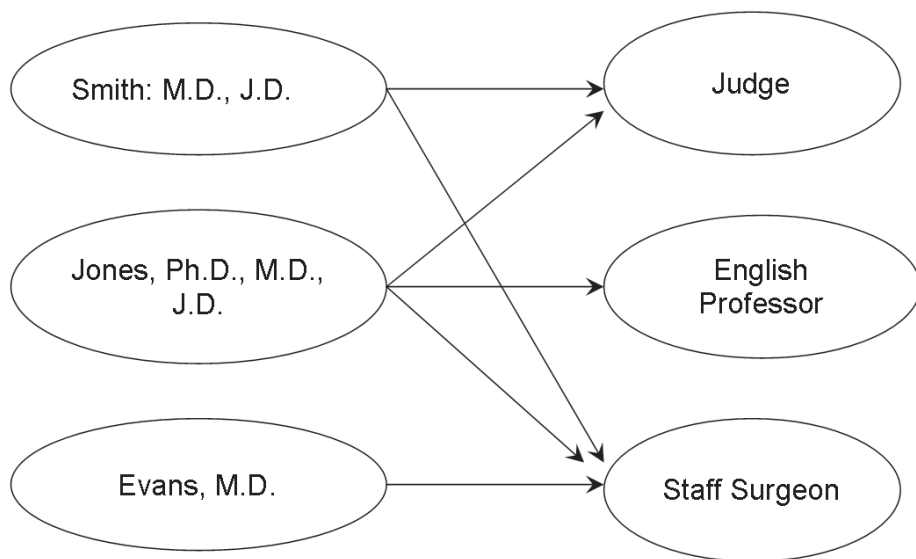 Smith: M.D., J.D.
Judge
Jones, Ph.D., M.D.,
J.D.
English
Professor
Evans, M.D.
Staff Surgeon